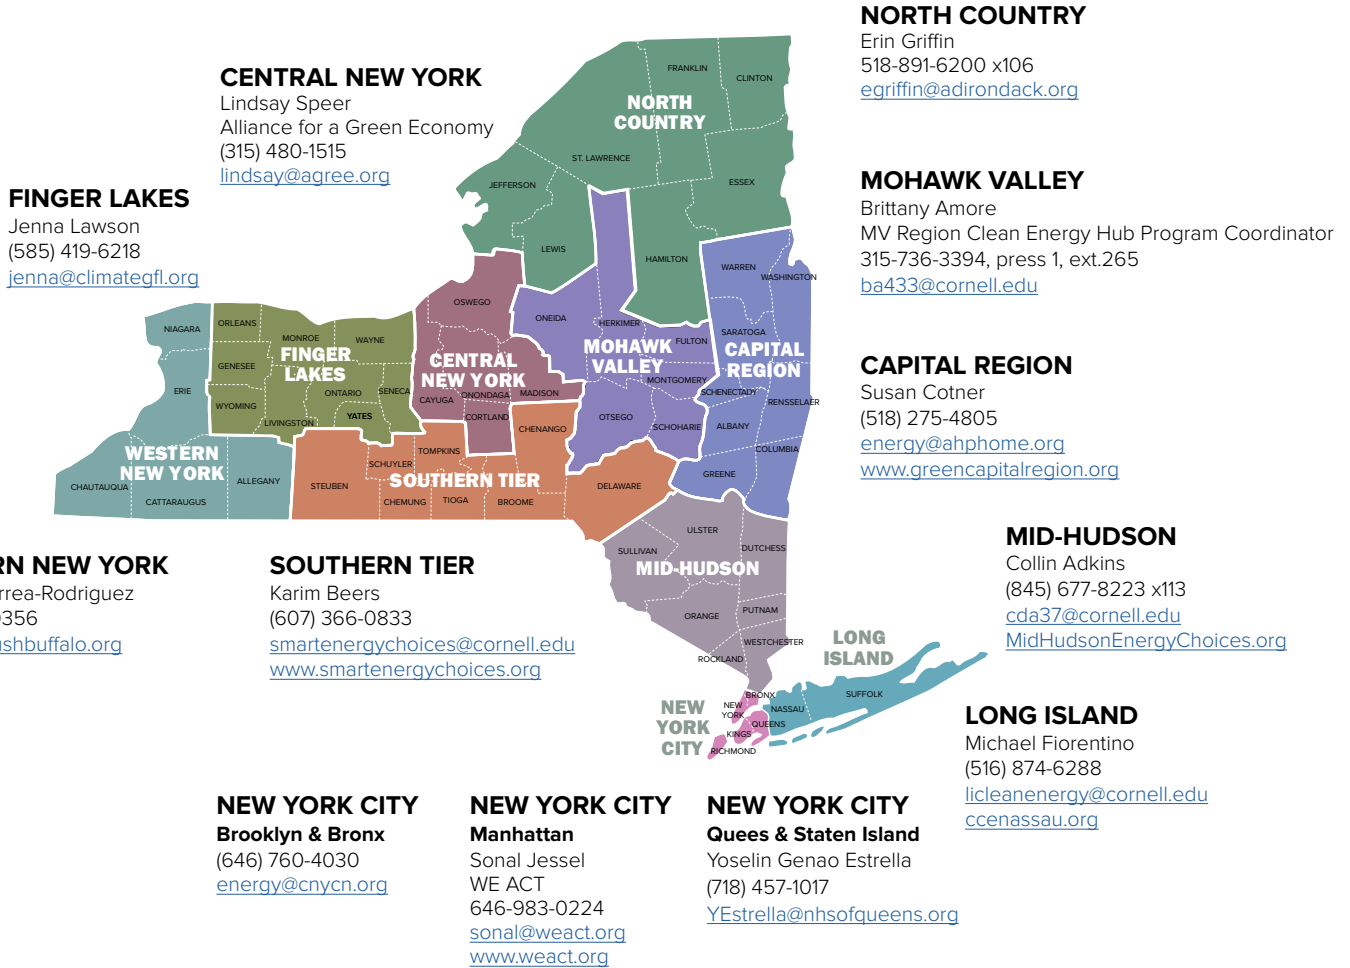 NORTH COUNTRY
Erin Griffin
518-891-6200 x106
egriffin@adirondack.org
CENTRAL NEW YORK
Lindsay Speer
Alliance for a Green Economy
(315) 480-1515
lindsay@agree.org
FINGER LAKES
Jenna Lawson
(585) 419-6218
jenna@climategfl.org
MOHAWK VALLEY
Brittany Amore
MV Region Clean Energy Hub Program Coordinator
315-736-3394, press 1, ext.265
ba433@cornell.edu
CAPITAL REGION
Susan Cotner
(518) 275-4805
energy@ahphome.org
www.greencapitalregion.org
FRANKLIN
CLINTON
NORTH
COUNTRY
ST. LAWRENCE
JEFFERSON
ESSEX
LEWIS
HAMILTON
WARREN
WASHINGTON
OSWEGO
ONEIDA
HERKIMER
NIAGARA
ORLEANS
MONROE
WAYNE
FULTON
SARATOGA
FINGER
LAKES
CENTRAL
NEW YORK
MOHAWK
VALLEY
CAPITAL
REGION
GENESEE
ERIE
ONTARIO
SENECA
CAYUGA
ONONDAGA
MADISON
MONTGOMERY
SCHENECTADY
RENSSELAER
WYOMING
LIVINGSTON
YATES
CORTLAND
CHENANGO
OTSEGO
SCHOHARIE
ALBANY
WESTERN
NEW YORK
TOMPKINS
SCHUYLER
COLUMBIA
GREENE
CHAUTAUQUA
CATTARAUGUS
ALLEGANY
STEUBEN
SOUTHERN TIER
CHEMUNG
TIOGA
BROOME
DELAWARE
ULSTER
SULLIVAN
DUTCHESS
MID-HUDSON
ORANGE
PUTNAM
WESTCHESTER
ROCKLAND
LONG
ISLAND
BRONX
NEW
YORK
NASSAU
SUFFOLK
QUEENS
KINGS
RICHMOND
NEW
YORK
CITY
RN NEW YORK
rrea-Rodriguez
0356
ushbuffalo.org
SOUTHERN TIER
Karim Beers
(607) 366-0833
smartenergychoices@cornell.edu
www.smartenergychoices.org
MID-HUDSON
Collin Adkins
(845) 677-8223 x113
cda37@cornell.edu
MidHudsonEnergyChoices.org
LONG ISLAND
Michael Fiorentino
(516) 874-6288
licleanenergy@cornell.edu
ccenassau.org
NEW YORK CITY
Brooklyn & Bronx
(646) 760-4030
energy@cnycn.org
NEW YORK CITY
Manhattan
Sonal Jessel
WE ACT
646-983-0224
sonal@weact.org
www.weact.org
NEW YORK CITY
Quees & Staten Island
Yoselin Genao Estrella
(718) 457-1017
YEstrella@nhsofqueens.org